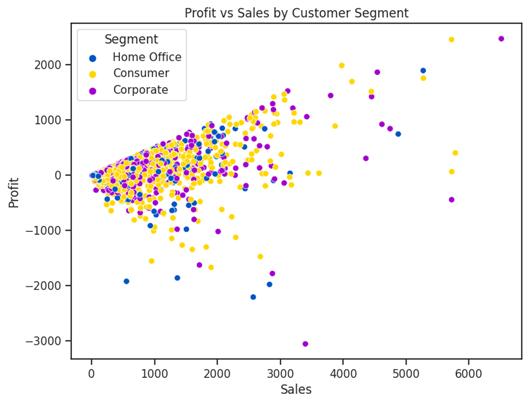 Profit vs Sales by Customer Segment
Segment
Home Office
Consumer
Corporate
Profit
2000
1000
0
−1000
−2000
−3000
0 1000 2000 3000 4000 5000 6000
Sales